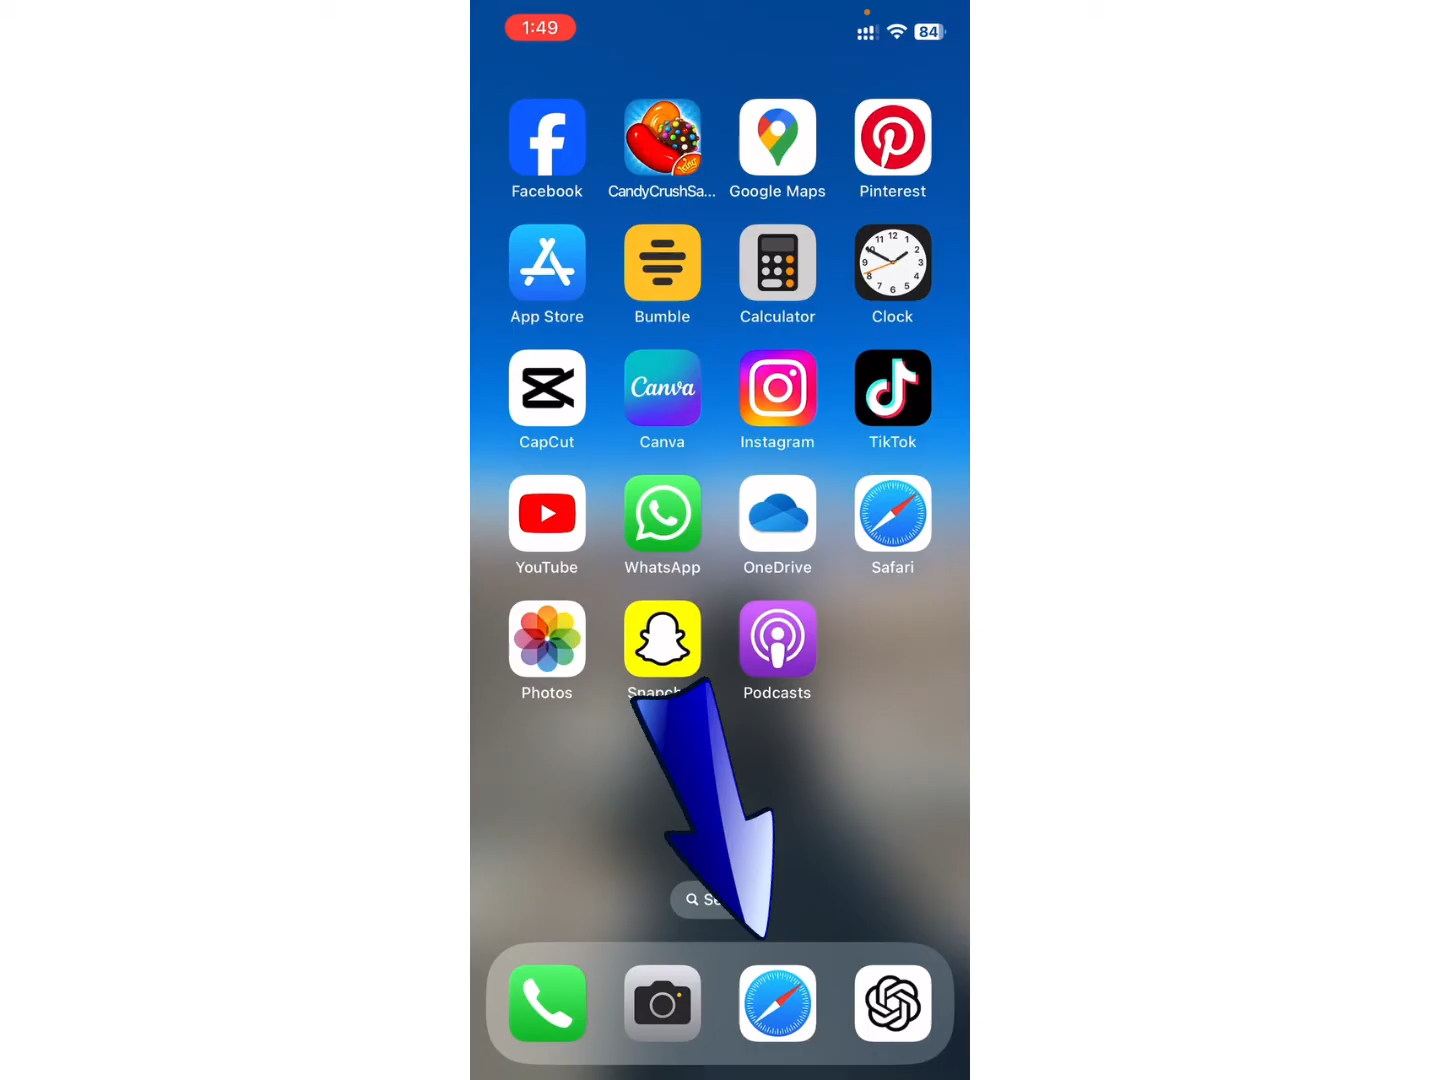 1:49
84
Facebook
CandyCrushSa...
Google Maps
Pinterest
App Store
Bumble
Calculator
Clock
CapCut
Canva
Canva
Instagram
TikTok
YouTube
WhatsApp
OneDrive
Safari
Photos
Podcasts